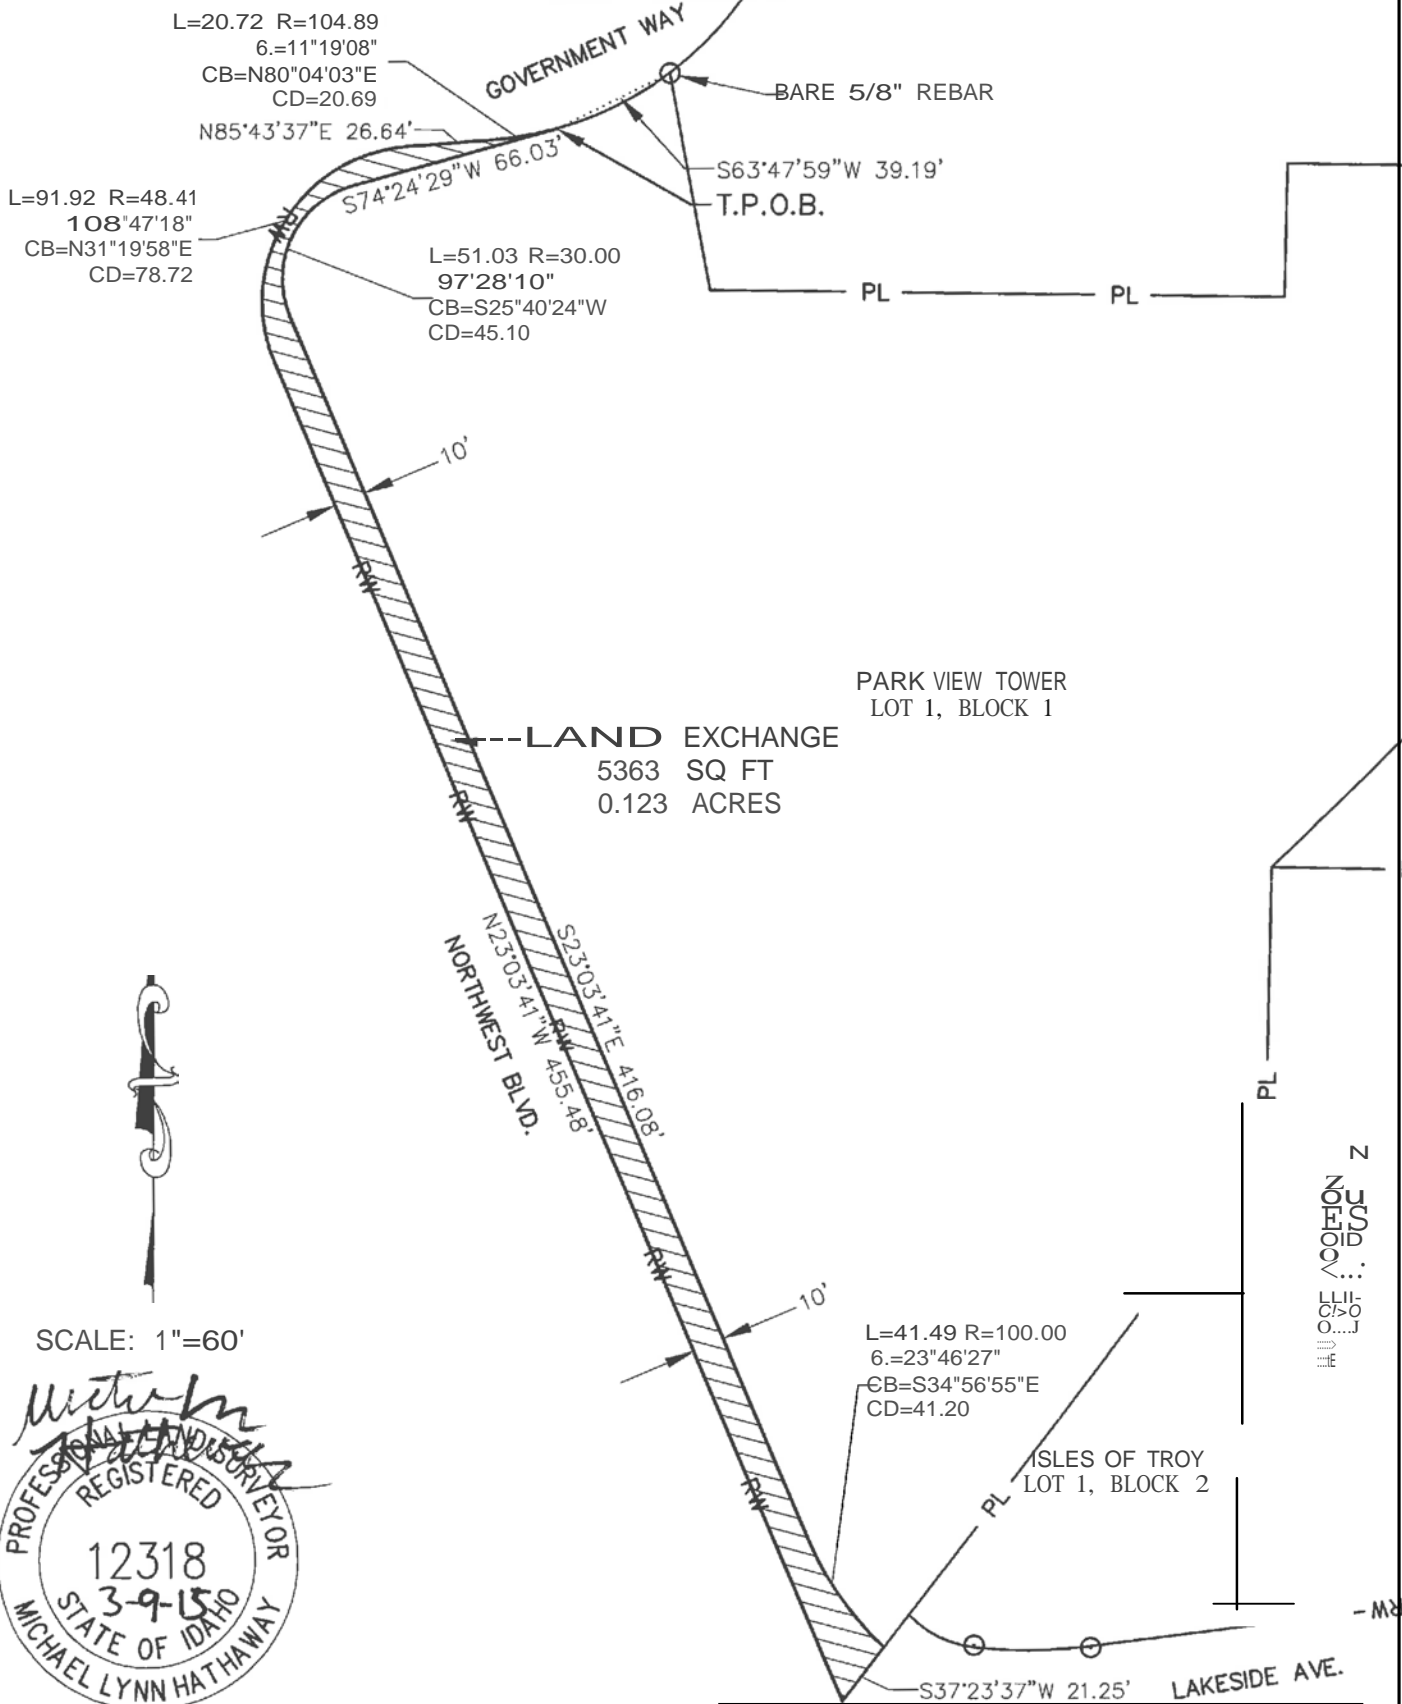 L=20.72 R=104.89
6.=11"19'08"
CB=N80"04'03"E
CD=20.69
N85°43'37"E 26.64'
GOVERNMENT WAY
BARE 5/8" REBAR
S63°47'59"W 39.19'
T.P.O.B.
S74°24'29"W 66.03'
L=91.92 R=48.41
108"47'18"
CB=N31"19'58"E
CD=78.72
RW
L=51.03 R=30.00
97'28'10"
CB=S25"40'24"W
CD=45.10
PL
PL
10'
RW
PARK VIEW TOWER
LOT 1, BLOCK 1
LAND EXCHANGE
5363 SQ FT
0.123 ACRES
RW
S23°03'41"E 416.08'
N23°03'41"W 455.48'
NORTHWEST BLVD.
RW
PL
N
Z
OU
ES
OID
O
<...:
LLII-
C!>O
O....J
RW
10'
SCALE: 1"=60'
L=41.49 R=100.00
6.=23"46'27"
CB=S34"56'55"E
CD=41.20
ISLES OF TROY
LOT 1, BLOCK 2
PL
RW
PROFESSIONAL LAND SURVEYOR
REGISTERED
12318
3-9-15
STATE OF IDAHO
MICHAEL LYNN HATHAWAY
-RW
S37°23'37"W 21.25'
LAKESIDE AVE.